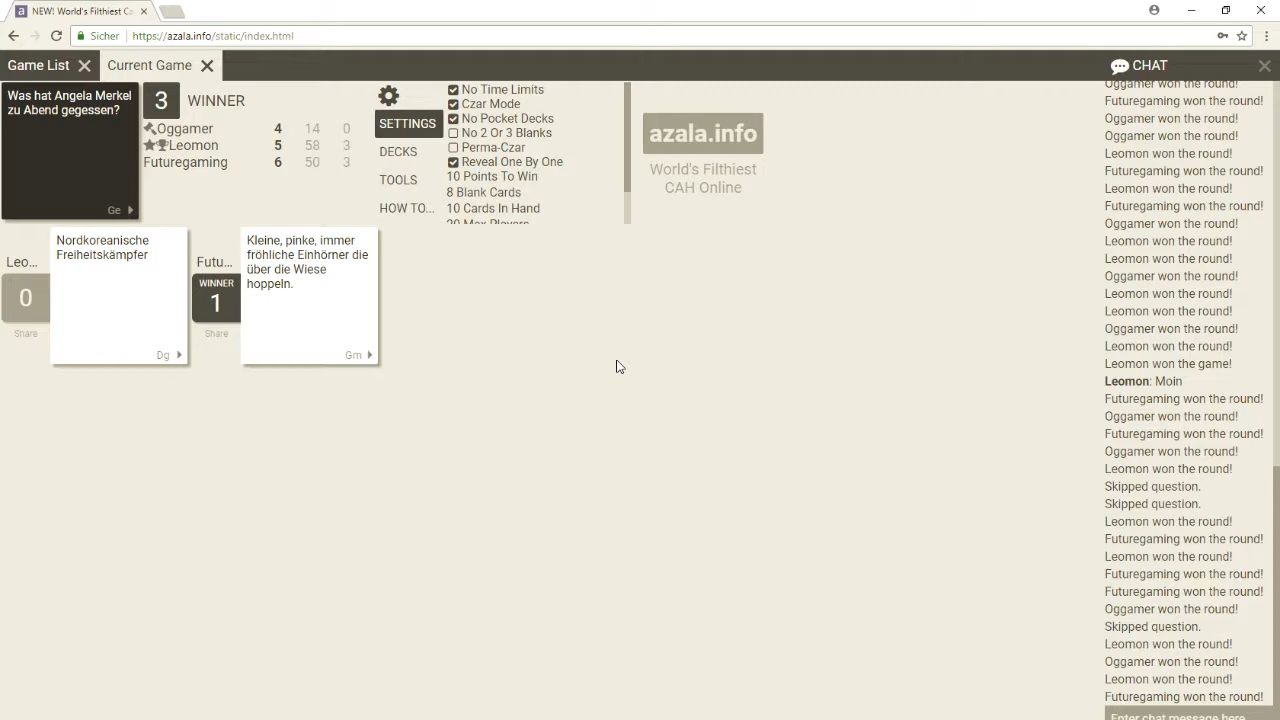 NEW! World's Filthiest C
Sicher https://azala.info/static/index.html
Game List
Current Game
CHAT
Was hat Angela Merkel
zu Abend gegessen?
Ge
3 WINNER
Oggamer 4 14 0
Leomon 5 58 3
Futuregaming 6 50 3
SETTINGS
DECKS
TOOLS
HOW TO...
No Time Limits
Czar Mode
No Pocket Decks
No 2 Or 3 Blanks
Perma-Czar
Reveal One By One
10 Points To Win
8 Blank Cards
10 Cards In Hand
20 Max Players
azala.info
World's Filthiest
CAH Online
Leo...
0
Share
Nordkoreanische
Freiheitskämpfer
Dg
Futu...
WINNER
1
Share
Kleine, pinke, immer
fröhliche Einhörner die
über die Wiese
hoppeln.
Gm
Futuregaming won the round!
Futuregaming won the round!
Oggamer won the round!
Oggamer won the round!
Leomon won the round!
Futuregaming won the round!
Leomon won the round!
Futuregaming won the round!
Oggamer won the round!
Leomon won the round!
Leomon won the round!
Oggamer won the round!
Leomon won the round!
Leomon won the round!
Oggamer won the round!
Leomon won the round!
Leomon won the game!
Leomon: Moin
Futuregaming won the round!
Oggamer won the round!
Futuregaming won the round!
Oggamer won the round!
Leomon won the round!
Skipped question.
Skipped question.
Leomon won the round!
Futuregaming won the round!
Leomon won the round!
Futuregaming won the round!
Futuregaming won the round!
Oggamer won the round!
Skipped question.
Leomon won the round!
Oggamer won the round!
Leomon won the round!
Futuregaming won the round!
Enter chat message here